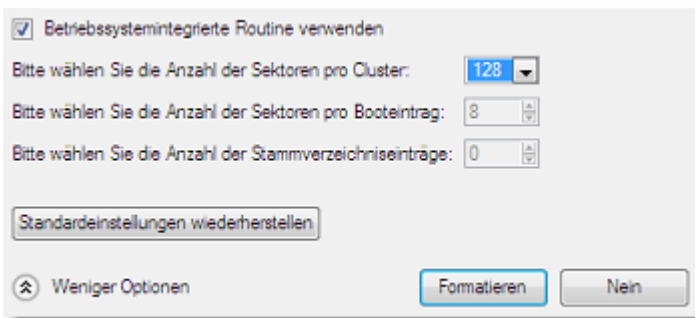 Betriebssystemintegrierte Routine verwenden
Bitte wählen Sie die Anzahl der Sektoren pro Cluster: 128
Bitte wählen Sie die Anzahl der Sektoren pro Booteintrag: 8
Bitte wählen Sie die Anzahl der Stammverzeichniseinträge: 0
Standardeinstellungen wiederherstellen
Weniger Optionen Formatieren Nein